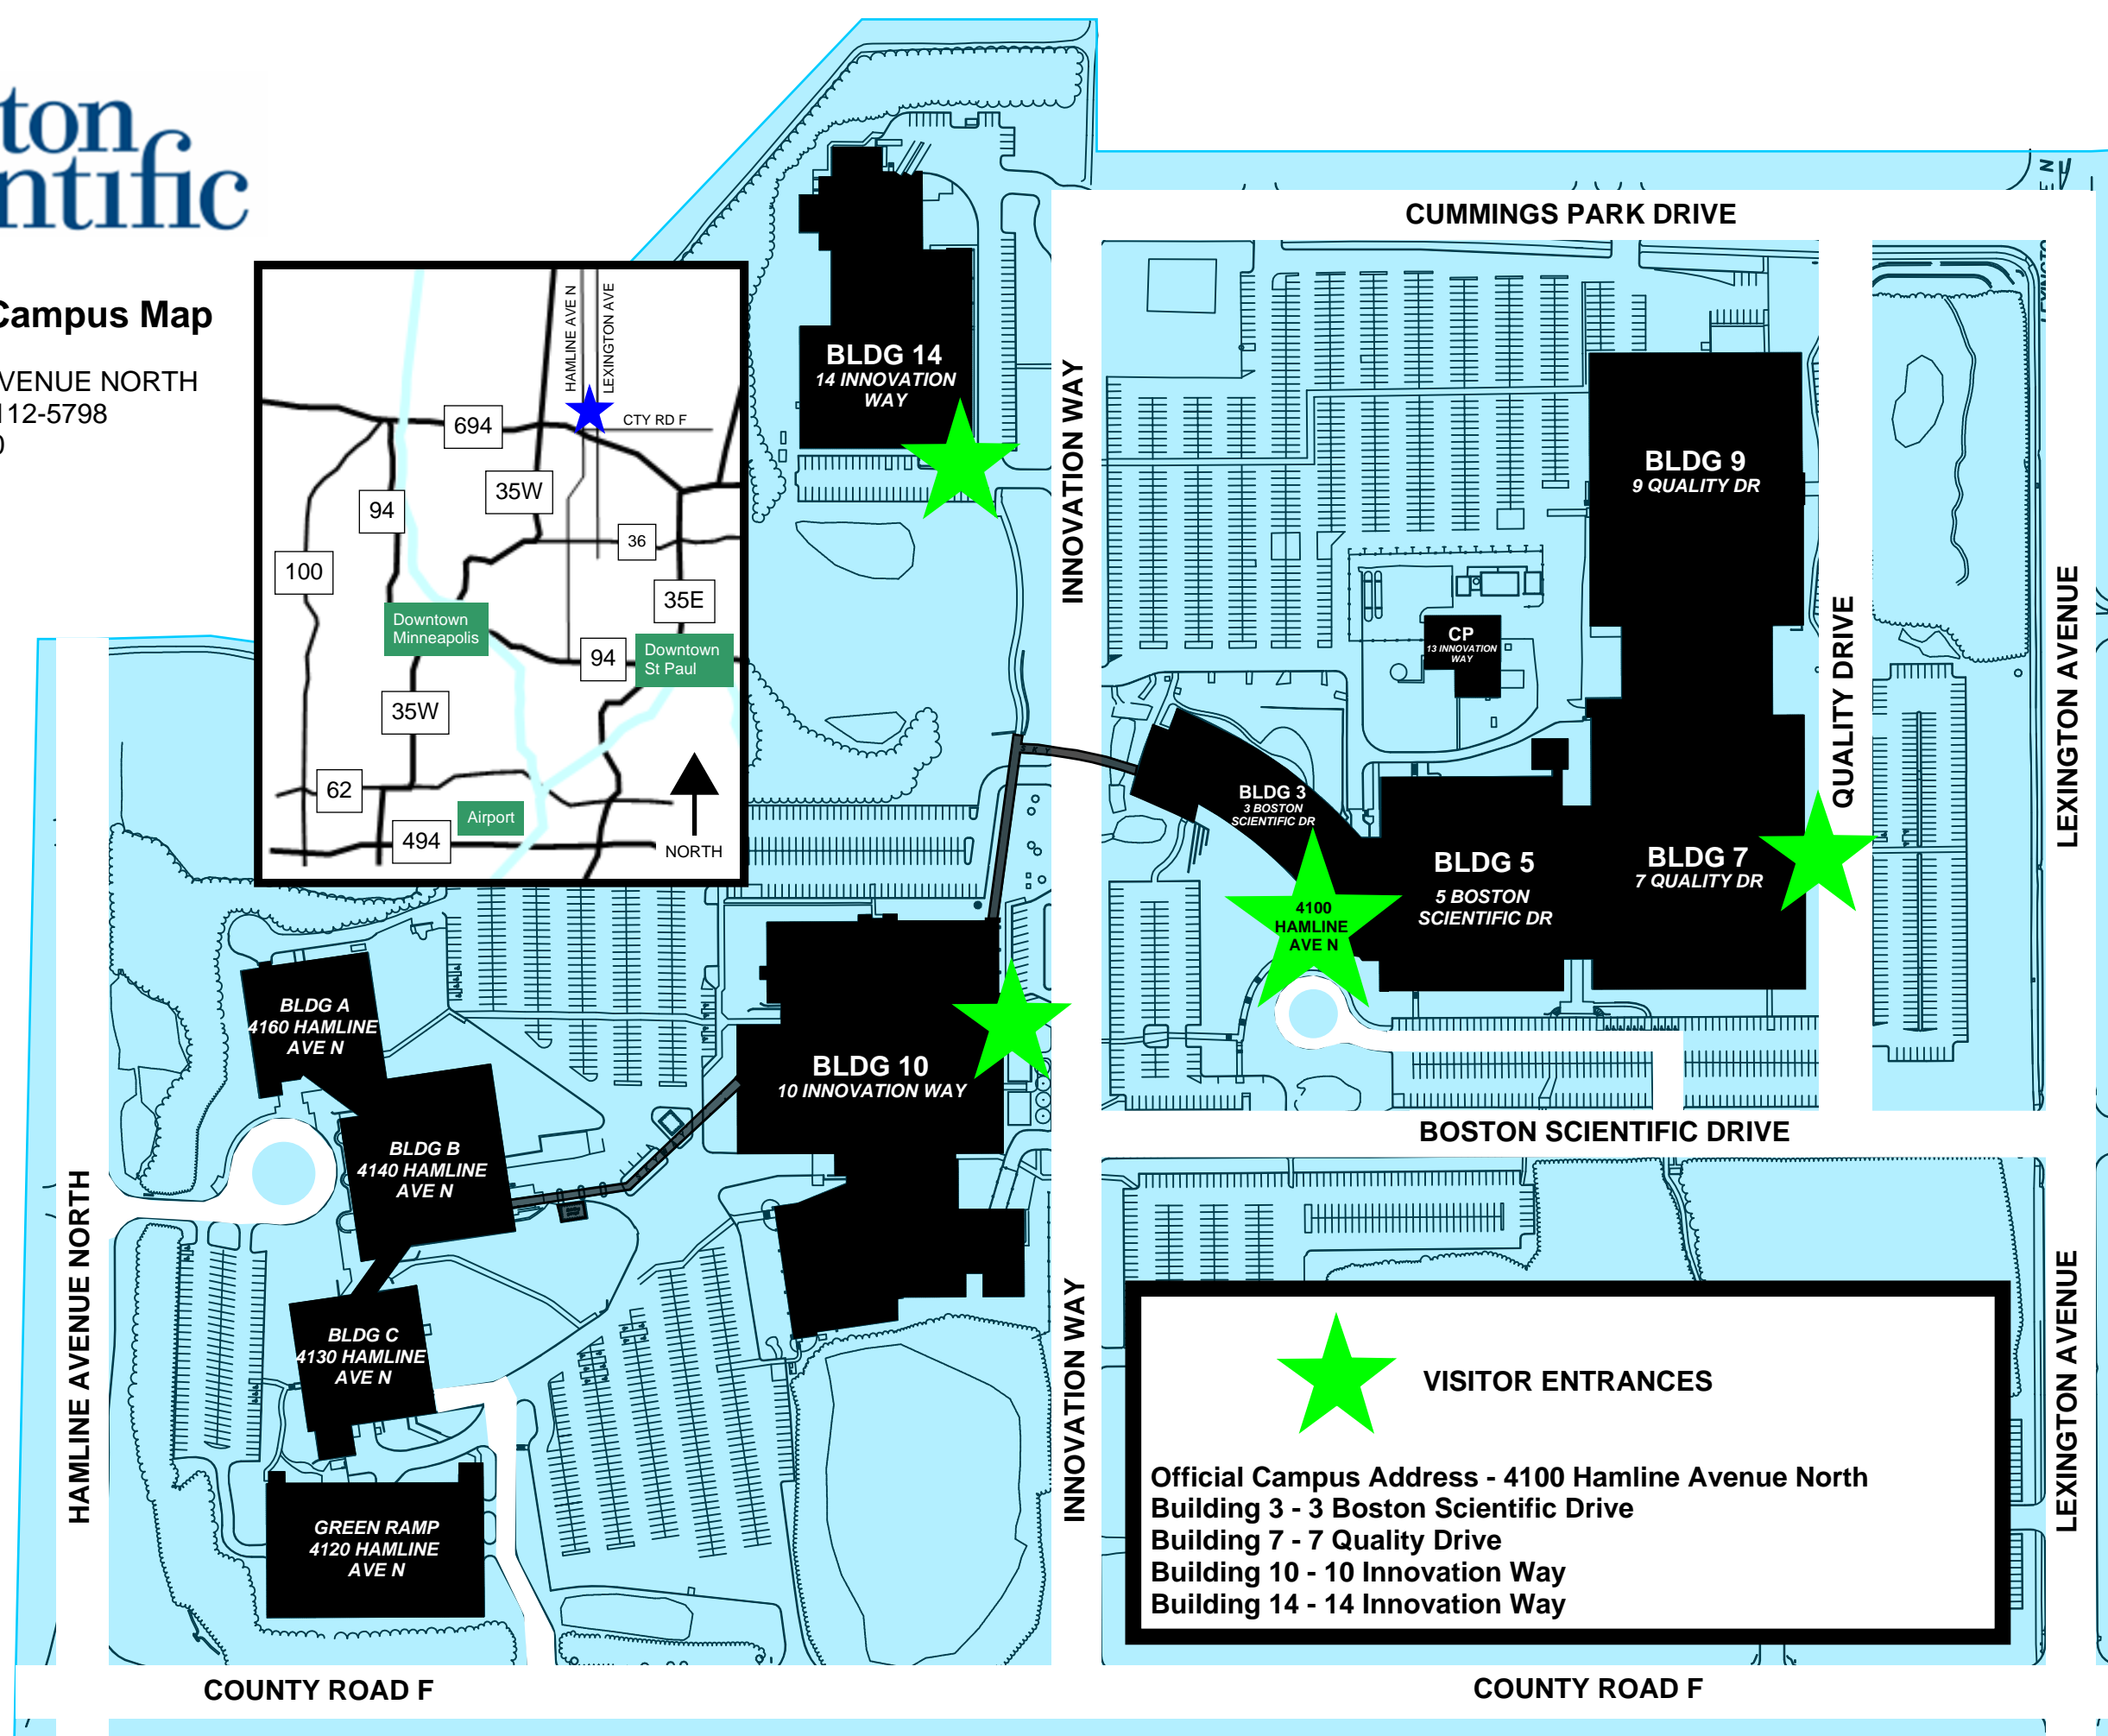 ton
ntific
Campus Map
VENUE NORTH
112-5798
0
HAMLINE AVE N
LEXINGTON AVE
694
CTY RD F
35W
94
36
100
35E
Downtown
Minneapolis
94
Downtown
St Paul
35W
62
Airport
494
NORTH
CUMMINGS PARK DRIVE
BLDG 14
14 INNOVATION
WAY
INNOVATION WAY
BLDG 9
9 QUALITY DR
CP
13 INNOVATION
WAY
QUALITY DRIVE
LEXINGTON AVENUE
BLDG 3
3 BOSTON
SCIENTIFIC DR
BLDG 5
5 BOSTON
SCIENTIFIC DR
BLDG 7
7 QUALITY DR
4100
HAMLINE
AVE N
BLDG A
4160 HAMLINE
AVE N
BLDG 10
10 INNOVATION WAY
BOSTON SCIENTIFIC DRIVE
BLDG B
4140 HAMLINE
AVE N
HAMLINE AVENUE NORTH
BLDG C
4130 HAMLINE
AVE N
INNOVATION WAY
LEXINGTON AVENUE
GREEN RAMP
4120 HAMLINE
AVE N
VISITOR ENTRANCES
Official Campus Address - 4100 Hamline Avenue North
Building 3 - 3 Boston Scientific Drive
Building 7 - 7 Quality Drive
Building 10 - 10 Innovation Way
Building 14 - 14 Innovation Way
COUNTY ROAD F
COUNTY ROAD F